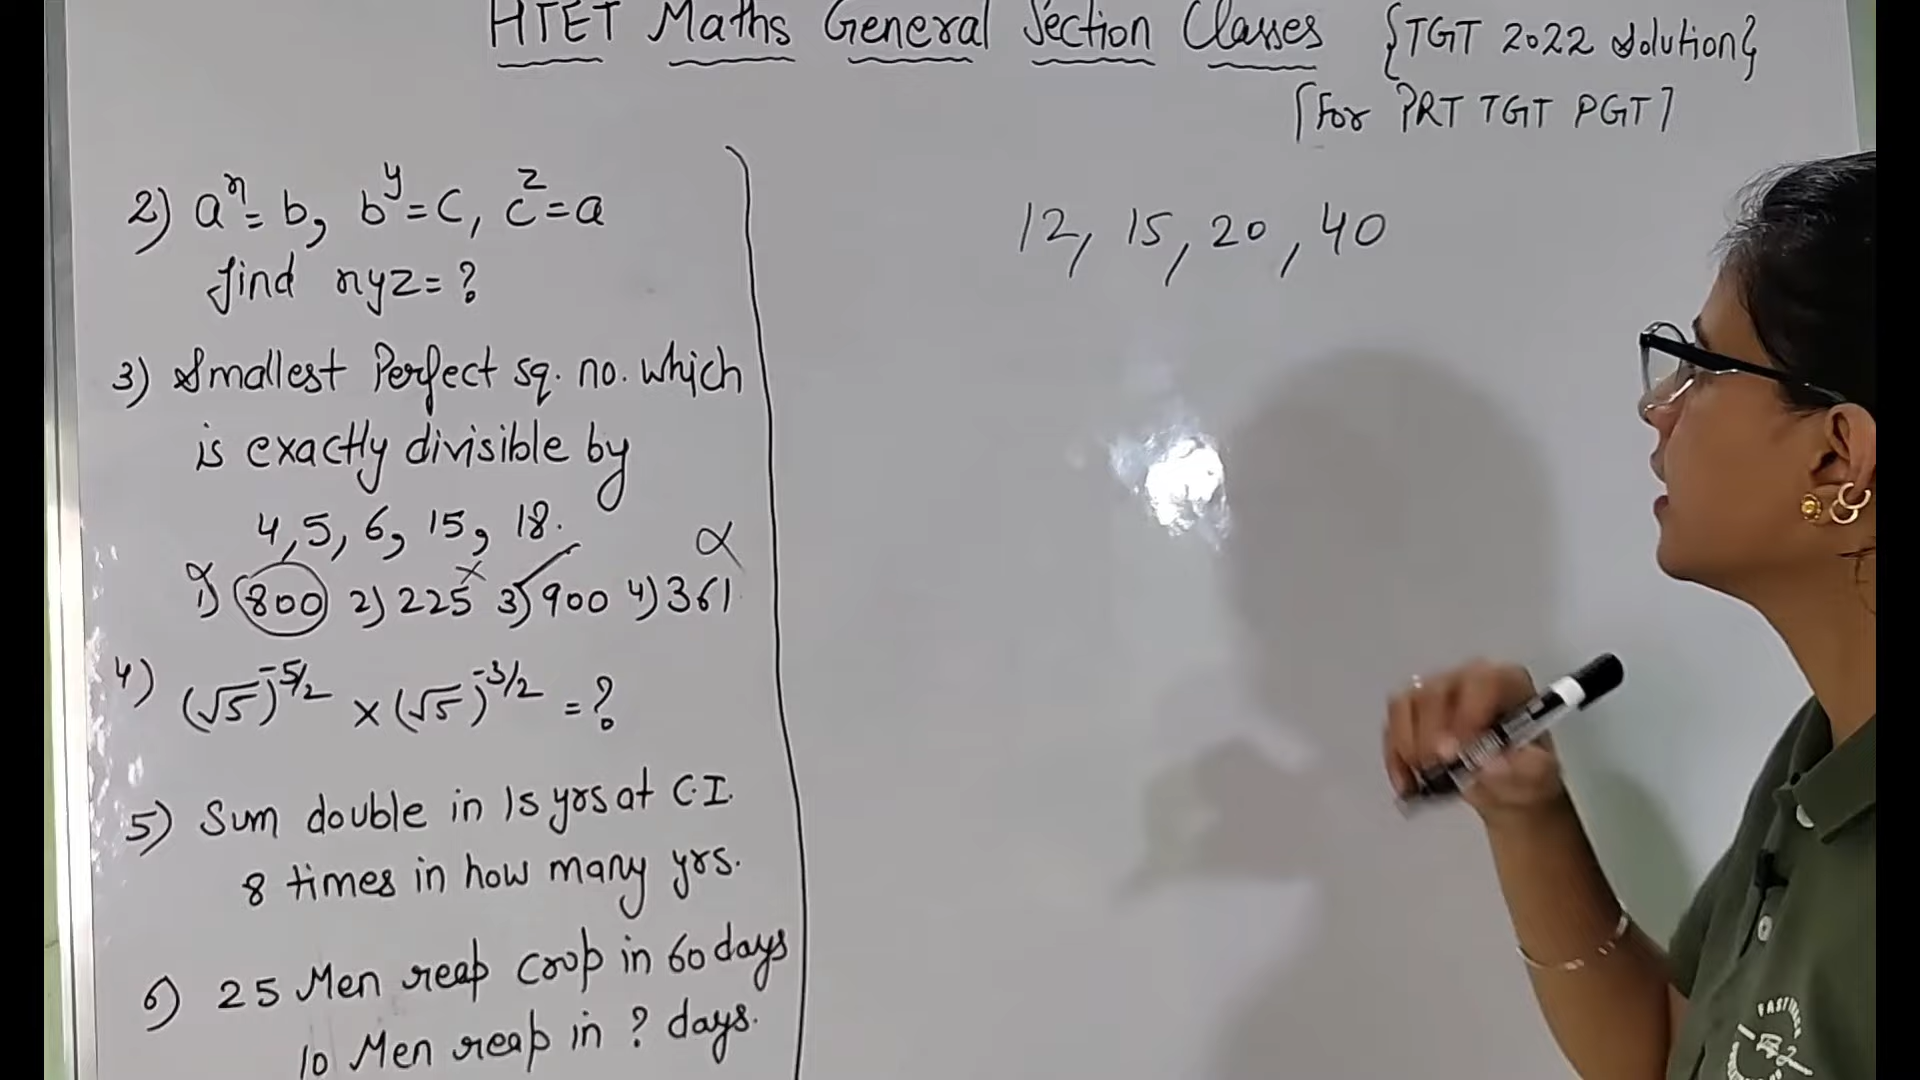 HTET Maths General Section Classes {TGT 2022 Solution}
[For PRT TGT PGT]
2) a^x = b, b^y = c, c^z = a
find xyz = ?
3) Smallest Perfect sq. no. which
is exactly divisible by
4, 5, 6, 15, 18.
1) 800 2) 225 3) 900 4) 361
4) (√5)^-5/2 × (√5)^-3/2 = ?
5) Sum double in 15 yrs at C.I.
8 times in how many yrs.
6) 25 Men reap crop in 60 days
10 Men reap in ? days.
12, 15, 20, 40